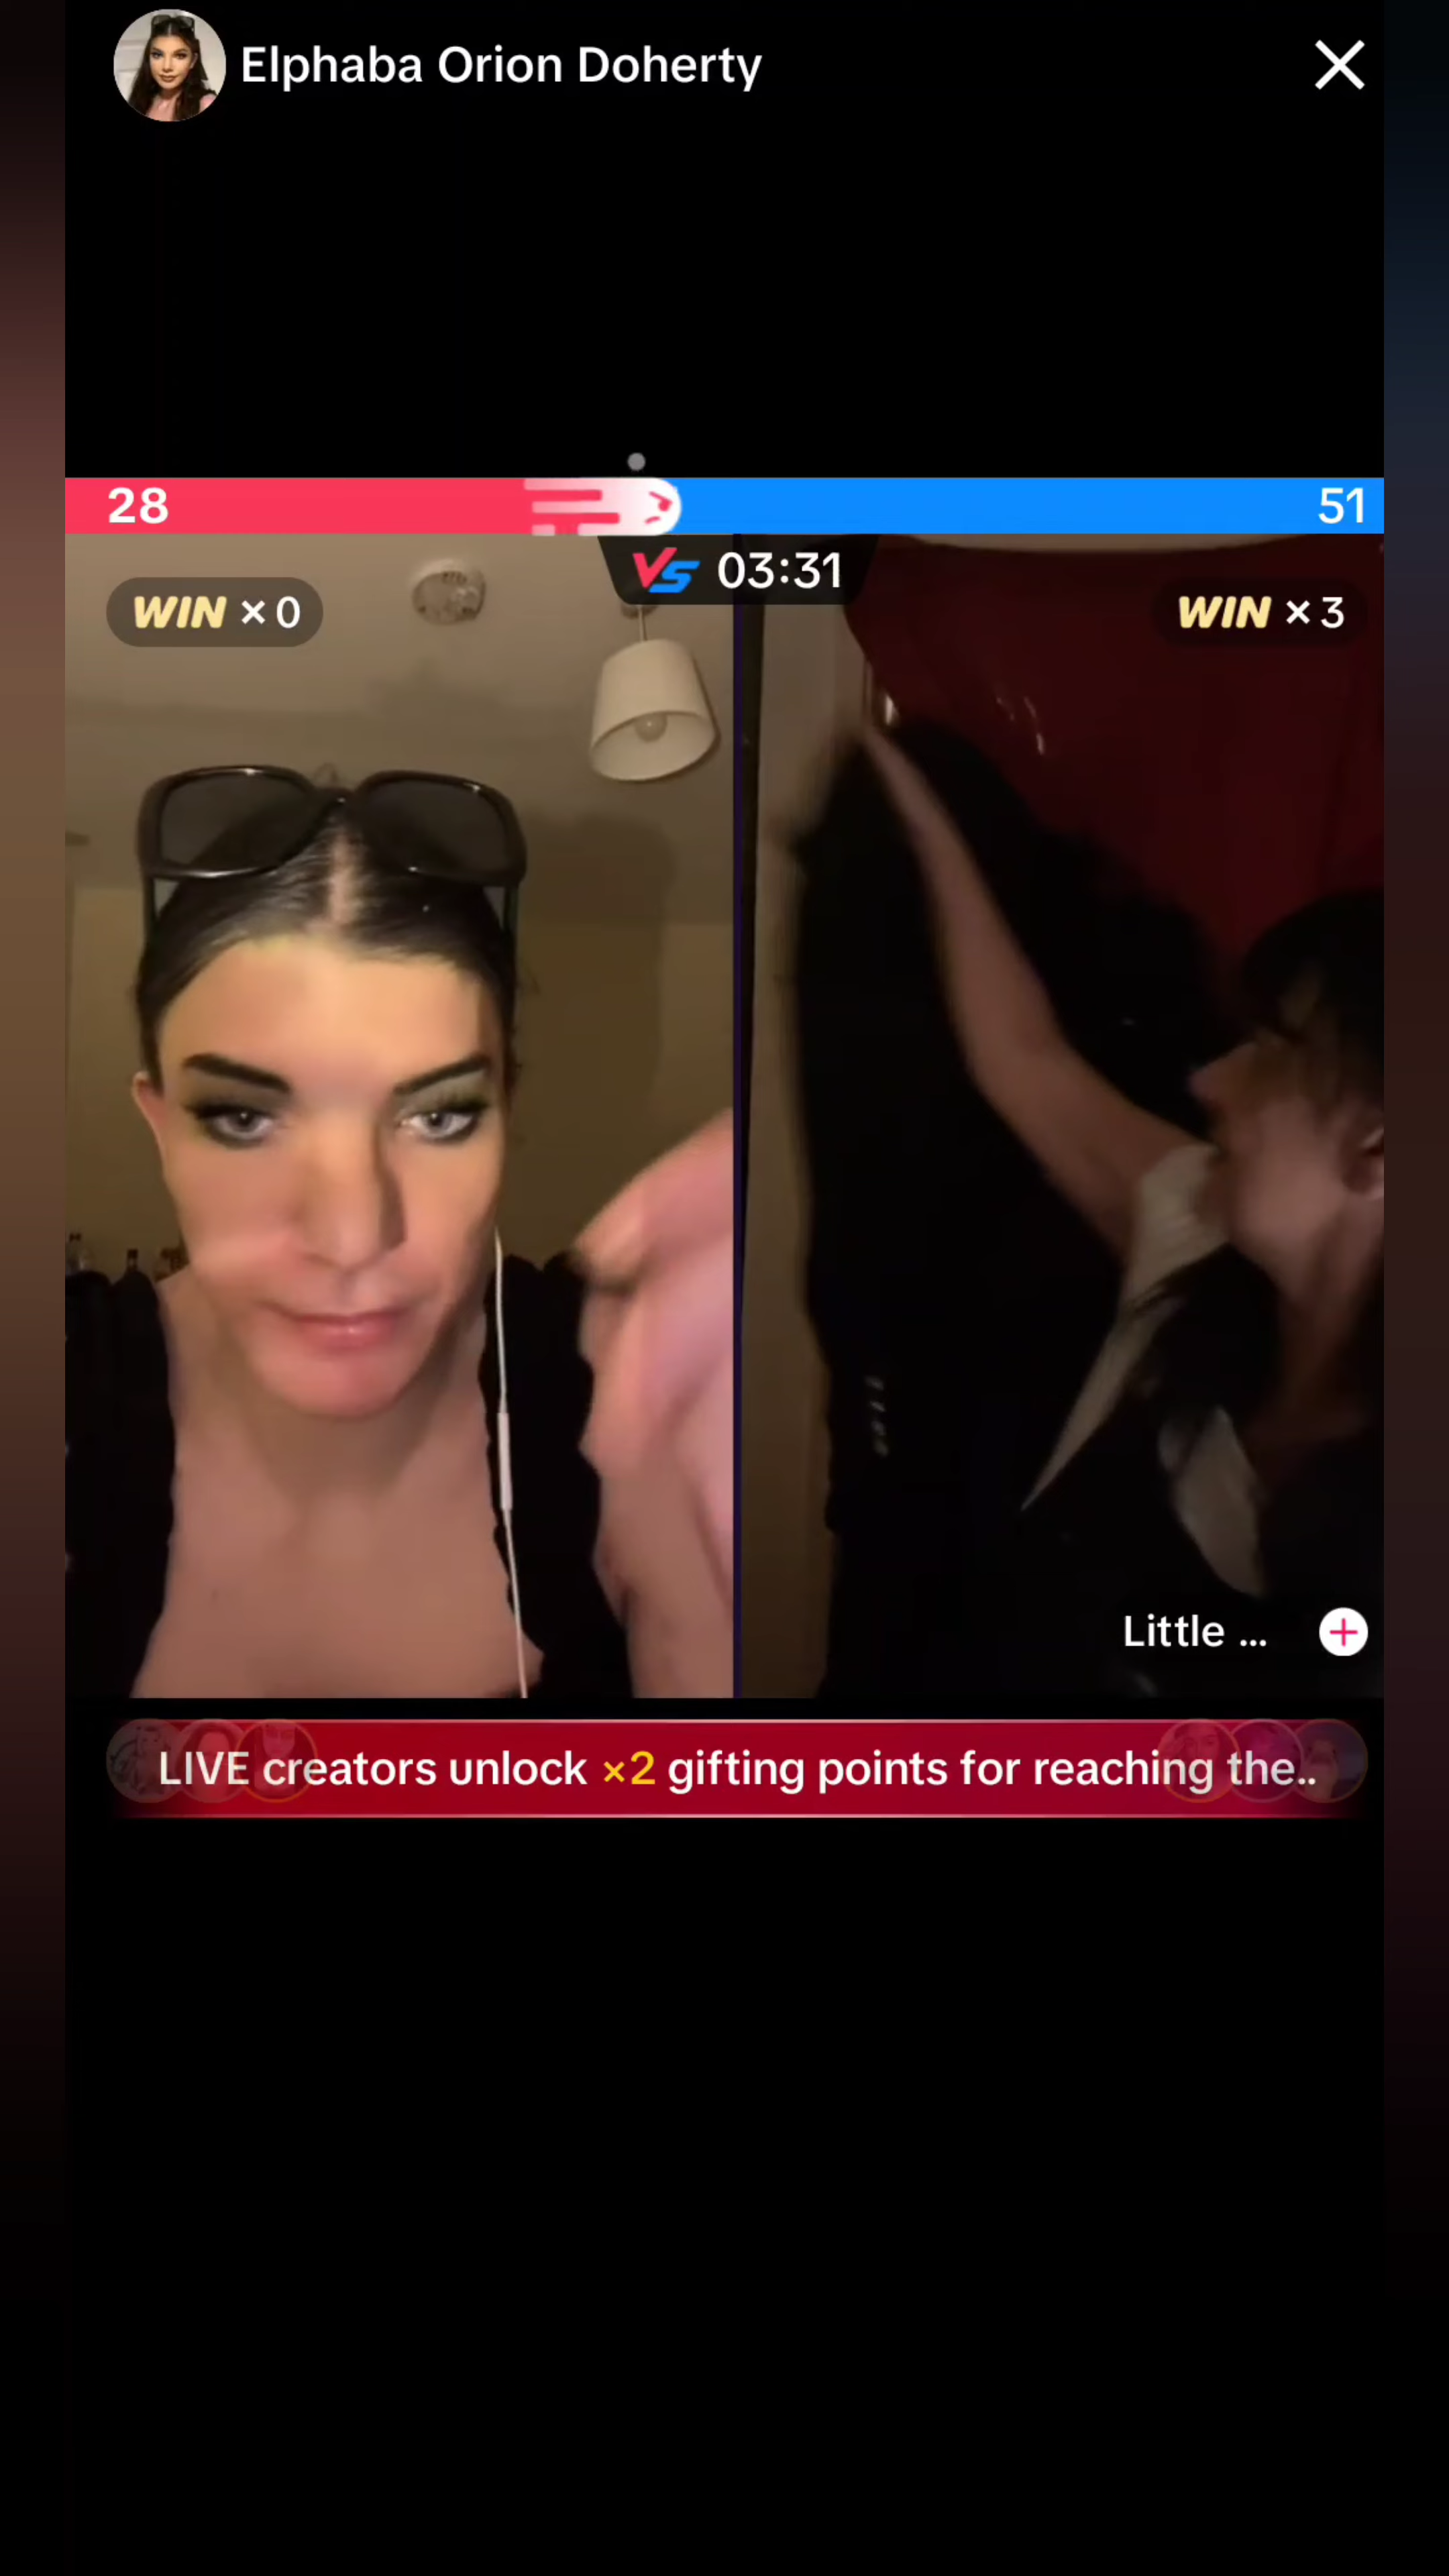 Elphaba Orion Doherty
28
51
VS 03:31
WIN × 0
WIN × 3
Little ...
LIVE creators unlock ×2 gifting points for reaching the..